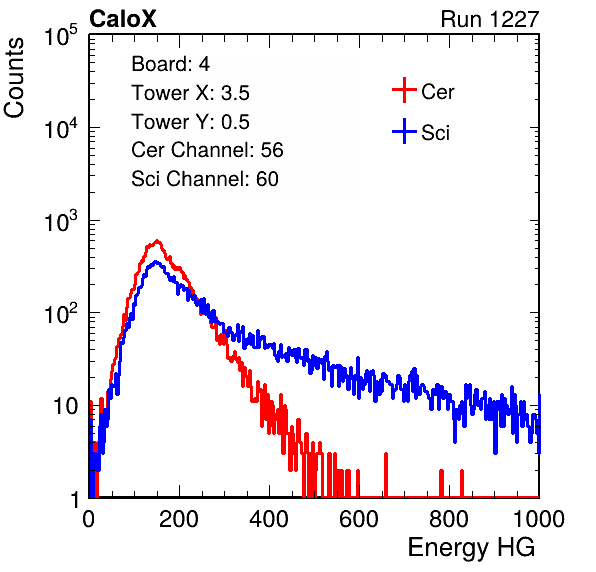 CaloX Run 1227
Counts
10^5
10^4
10^3
10^2
10
1
Board: 4
Tower X: 3.5
Tower Y: 0.5
Cer Channel: 56
Sci Channel: 60
Cer
Sci
0 200 400 600 800 1000
Energy HG